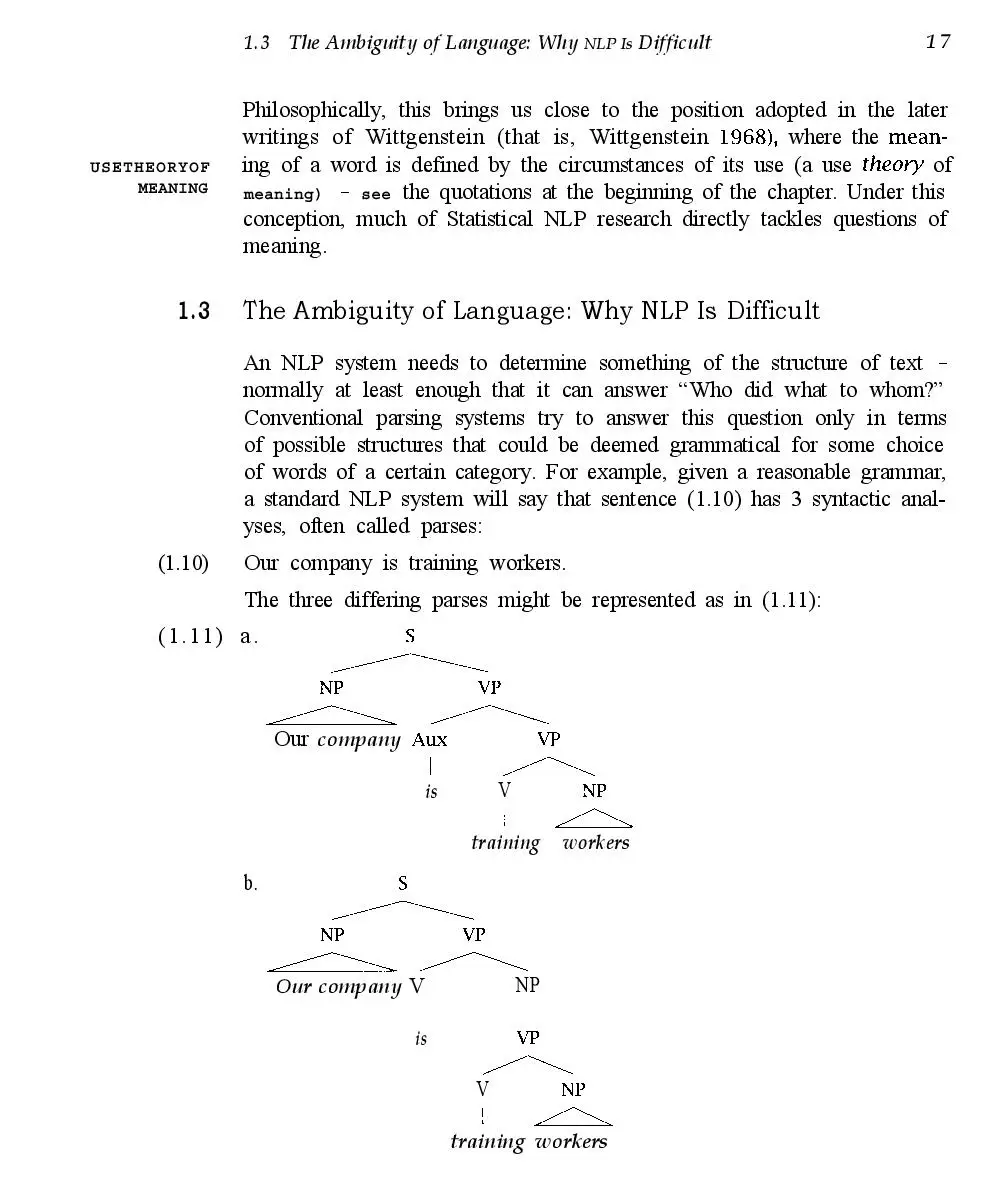 1.3 The Ambiguity of Language: Why NLP Is Difficult 17
Philosophically, this brings us close to the position adopted in the later
writings of Wittgenstein (that is, Wittgenstein 1968), where the mean-
USETHEORYOF ing of a word is defined by the circumstances of its use (a use theory of
MEANING meaning) – see the quotations at the beginning of the chapter. Under this
conception, much of Statistical NLP research directly tackles questions of
meaning.
1.3 The Ambiguity of Language: Why NLP Is Difficult
An NLP system needs to determine something of the structure of text –
normally at least enough that it can answer “Who did what to whom?”
Conventional parsing systems try to answer this question only in terms
of possible structures that could be deemed grammatical for some choice
of words of a certain category. For example, given a reasonable grammar,
a standard NLP system will say that sentence (1.10) has 3 syntactic anal-
yses, often called parses:
(1.10) Our company is training workers.
The three differing parses might be represented as in (1.11):
(1.11) a. S
NP VP
Our company Aux VP
is V NP
training workers
b. S
NP VP
Our company V NP
is VP
V NP
training workers